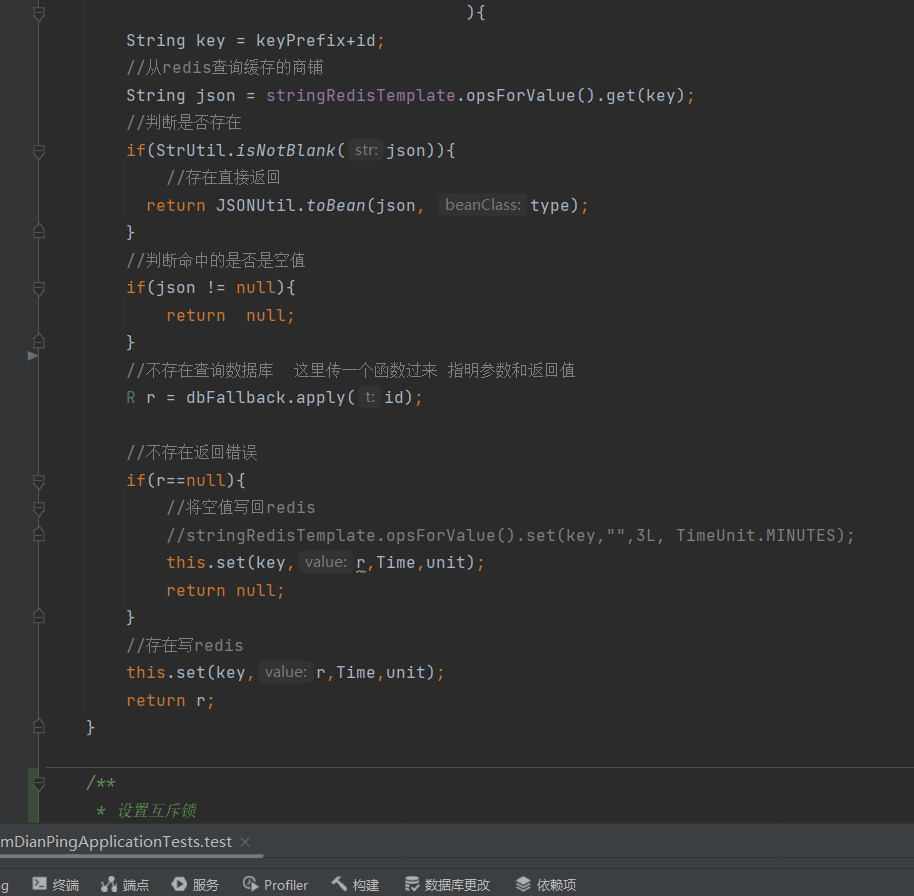 ){
String key = keyPrefix+id;
//从redis查询缓存的商铺
String json = stringRedisTemplate.opsForValue().get(key);
//判断是否存在
if(StrUtil.isNotBlank( str: json)){
//存在直接返回
return JSONUtil.toBean(json, beanClass: type);
}
//判断命中的是否是空值
if(json != null){
return  null;
}
//不存在查询数据库  这里传一个函数过来 指明参数和返回值
R r = dbFallback.apply( t: id);
//不存在返回错误
if(r==null){
//将空值写回redis
//stringRedisTemplate.opsForValue().set(key,"",3L, TimeUnit.MINUTES);
this.set(key, value: r,Time,unit);
return null;
}
//存在写redis
this.set(key, value: r,Time,unit);
return r;
}
/**
* 设置互斥锁
mDianPingApplicationTests.test ×
g 终端 端点 服务 Profiler 构建 数据库更改 依赖项